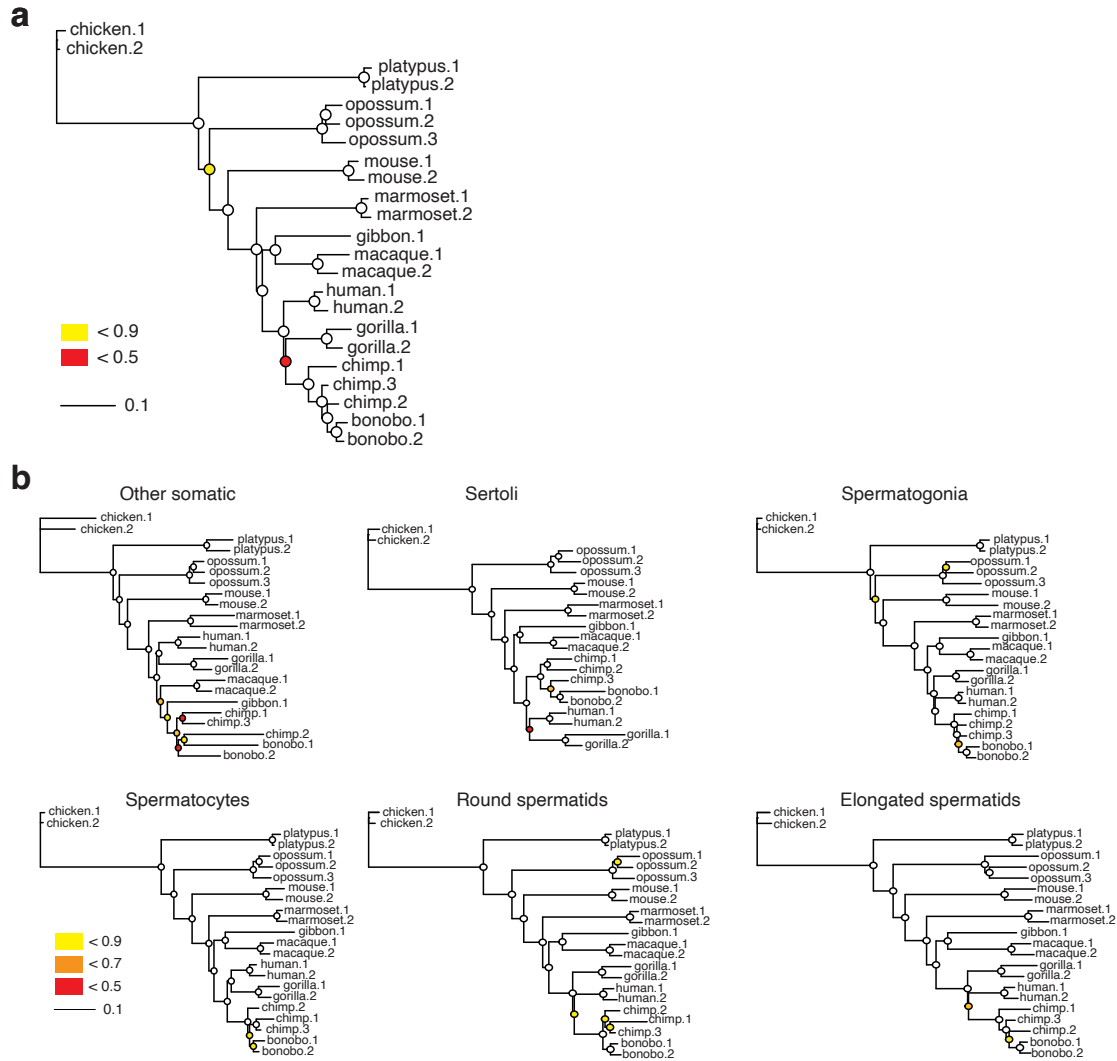 a
chicken.1
chicken.2
platypus.1
platypus.2
opossum.1
opossum.2
opossum.3
mouse.1
mouse.2
marmoset.1
marmoset.2
gibbon.1
macaque.1
macaque.2
human.1
human.2
gorilla.1
gorilla.2
chimp.1
chimp.3
chimp.2
bonobo.1
bonobo.2
< 0.9
< 0.5
0.1
b
Other somatic
chicken.1
chicken.2
platypus.1
platypus.2
opossum.1
opossum.2
opossum.3
mouse.1
mouse.2
marmoset.1
marmoset.2
human.1
human.2
gorilla.1
gorilla.2
macaque.1
macaque.2
gibbon.1
chimp.1
chimp.3
chimp.2
bonobo.1
bonobo.2
Sertoli
chicken.1
chicken.2
opossum.1
opossum.2
opossum.3
mouse.1
mouse.2
marmoset.1
marmoset.2
gibbon.1
macaque.1
macaque.2
chimp.1
chimp.2
chimp.3
bonobo.1
bonobo.2
human.1
human.2
gorilla.1
gorilla.2
Spermatogonia
chicken.1
chicken.2
platypus.1
platypus.2
opossum.1
opossum.2
opossum.3
mouse.1
mouse.2
marmoset.1
marmoset.2
gibbon.1
macaque.1
macaque.2
gorilla.1
gorilla.2
human.1
human.2
chimp.1
chimp.2
chimp.3
bonobo.1
bonobo.2
Spermatocytes
chicken.1
chicken.2
platypus.1
platypus.2
opossum.1
opossum.2
opossum.3
mouse.1
mouse.2
marmoset.1
marmoset.2
gibbon.1
macaque.1
macaque.2
human.1
human.2
gorilla.1
gorilla.2
chimp.2
chimp.1
chimp.3
bonobo.1
bonobo.2
< 0.9
< 0.7
< 0.5
0.1
Round spermatids
chicken.1
chicken.2
platypus.1
platypus.2
opossum.1
opossum.2
opossum.3
mouse.1
mouse.2
marmoset.1
marmoset.2
gibbon.1
macaque.1
macaque.2
gorilla.1
gorilla.2
human.1
human.2
chimp.2
chimp.1
chimp.3
bonobo.1
bonobo.2
Elongated spermatids
chicken.1
chicken.2
platypus.1
platypus.2
opossum.1
opossum.2
opossum.3
mouse.1
mouse.2
marmoset.1
marmoset.2
gibbon.1
macaque.1
macaque.2
gorilla.1
gorilla.2
human.1
human.2
chimp.1
chimp.3
chimp.2
bonobo.1
bonobo.2